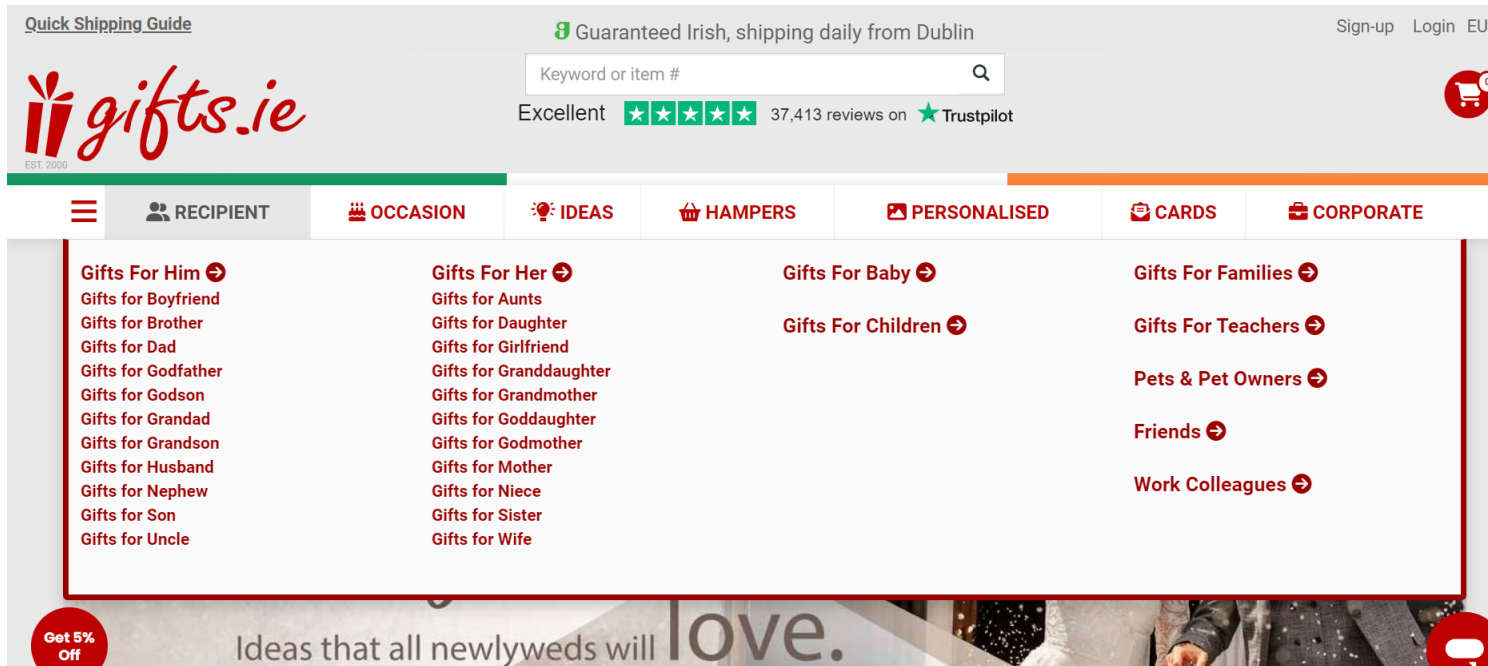 Quick Shipping Guide
Guaranteed Irish, shipping daily from Dublin
Sign-up Login EU
gifts.ie
EST. 2000
Keyword or item #
Excellent 37,413 reviews on Trustpilot
RECIPIENT OCCASION IDEAS HAMPERS PERSONALISED CARDS CORPORATE
Gifts For Him
Gifts for Boyfriend
Gifts for Brother
Gifts for Dad
Gifts for Godfather
Gifts for Godson
Gifts for Grandad
Gifts for Grandson
Gifts for Husband
Gifts for Nephew
Gifts for Son
Gifts for Uncle
Gifts For Her
Gifts for Aunts
Gifts for Daughter
Gifts for Girlfriend
Gifts for Granddaughter
Gifts for Grandmother
Gifts for Goddaughter
Gifts for Godmother
Gifts for Mother
Gifts for Niece
Gifts for Sister
Gifts for Wife
Gifts For Baby
Gifts For Children
Gifts For Families
Gifts For Teachers
Pets & Pet Owners
Friends
Work Colleagues
Ideas that all newlyweds will love.
Get 5%
Off